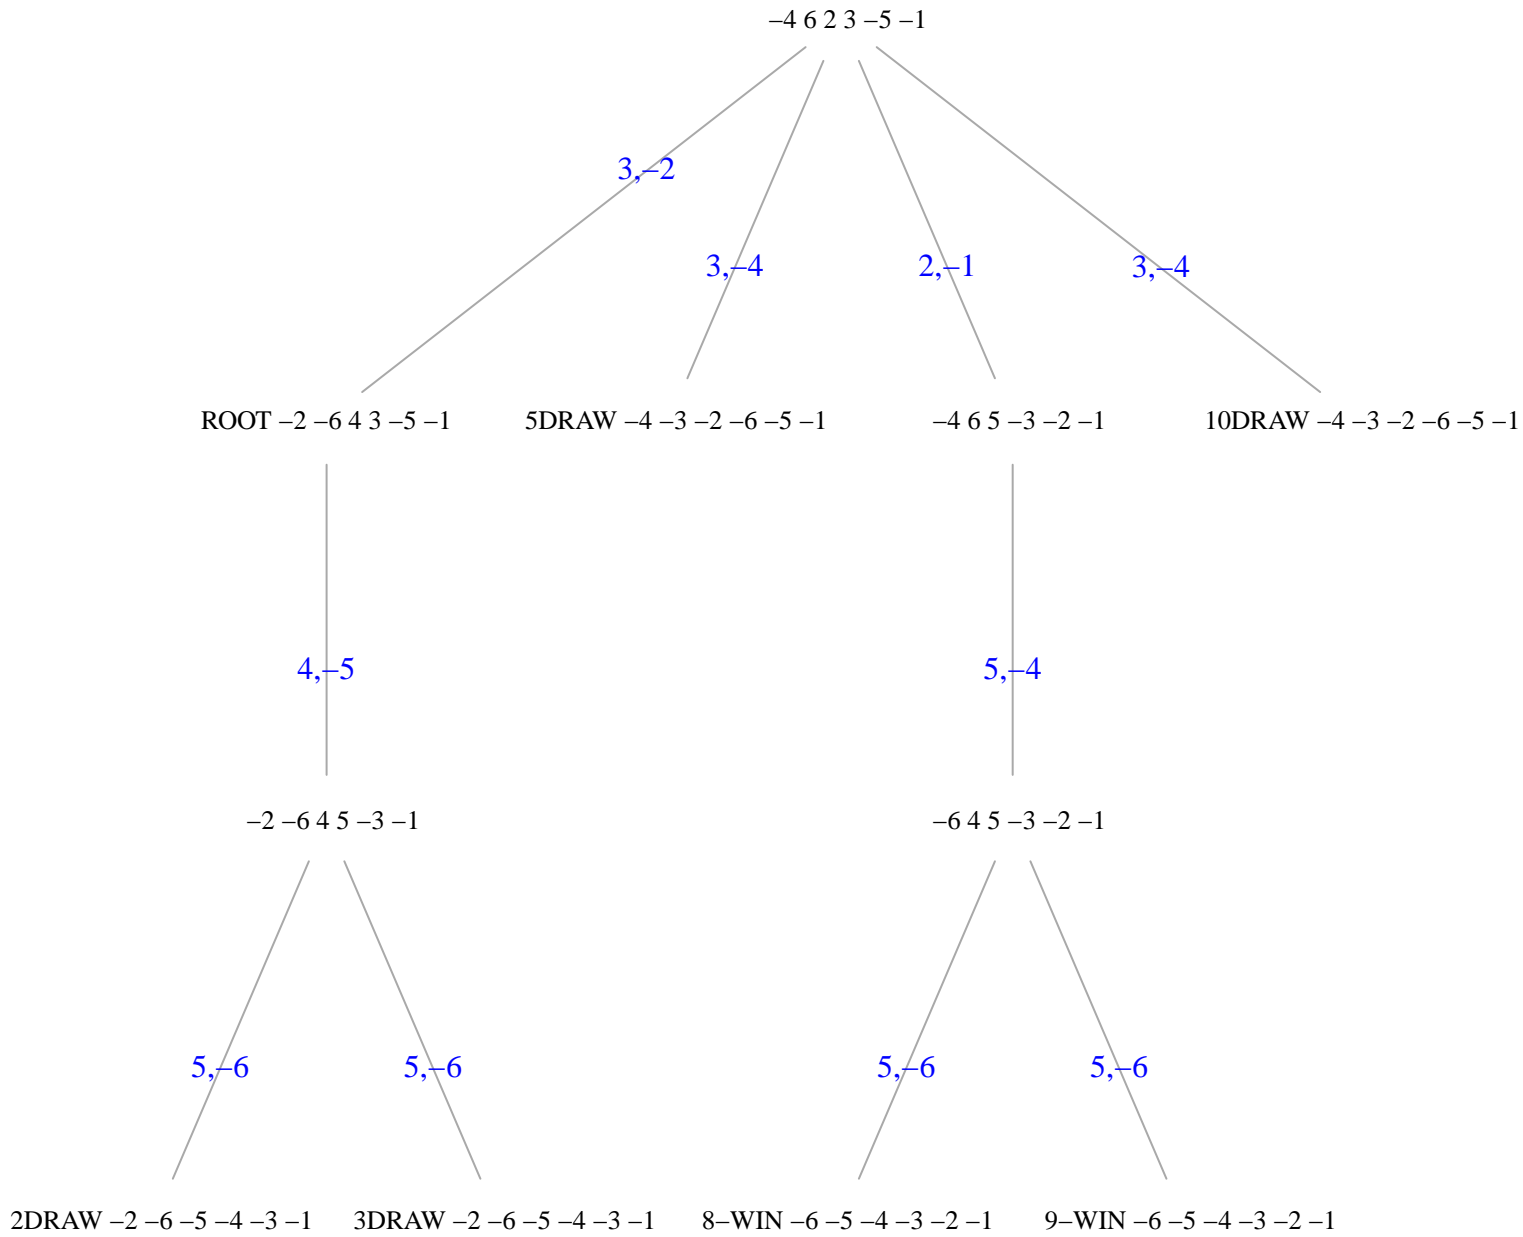 –4 6 2 3 –5 –1
3,–2
3,–4
2,–1
3,–4
ROOT –2 –6 4 3 –5 –1
5DRAW –4 –3 –2 –6 –5 –1
–4 6 5 –3 –2 –1
10DRAW –4 –3 –2 –6 –5 –1
4,–5
5,–4
–2 –6 4 5 –3 –1
–6 4 5 –3 –2 –1
5,–6
5,–6
5,–6
5,–6
2DRAW –2 –6 –5 –4 –3 –1
3DRAW –2 –6 –5 –4 –3 –1
8–WIN –6 –5 –4 –3 –2 –1
9–WIN –6 –5 –4 –3 –2 –1